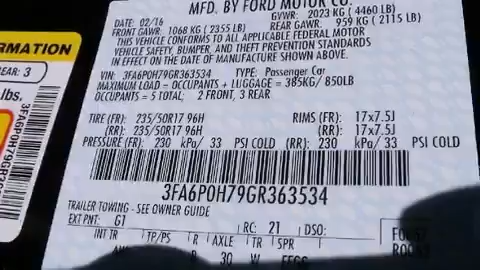 MFD. BY FORD MOTOR CO.
DATE: 02/16 GVWR: 2023 KG (4460 LB)
FRONT GAWR: 1068 KG (2355 LB) REAR GAWR: 959 KG (2115 LB)
THIS VEHICLE CONFORMS TO ALL APPLICABLE FEDERAL MOTOR
VEHICLE SAFETY, BUMPER, AND THEFT PREVENTION STANDARDS
IN EFFECT ON THE DATE OF MANUFACTURE SHOWN ABOVE.
VIN: 3FA6P0H79GR363534 TYPE: Passenger Car
MAXIMUM LOAD = OCCUPANTS + LUGGAGE = 385KG/ 850LB
OCCUPANTS = 5 TOTAL; 2 FRONT, 3 REAR
TIRE (FR): 235/50R17 96H RIMS (FR): 17x7.5J
(RR): 235/50R17 96H (RR): 17x7.5J
PRESSURE (FR): 230 kPa/ 33 PSI COLD (RR): 230 kPa/ 33 PSI COLD
3FA6P0H79GR363534
TRAILER TOWING - SEE OWNER GUIDE
EXT PNT: G1 RC: 21 DSO:
INT TR TP/PS R AXLE TR SPR
30 W
RMATION
EAR: 3
lbs.